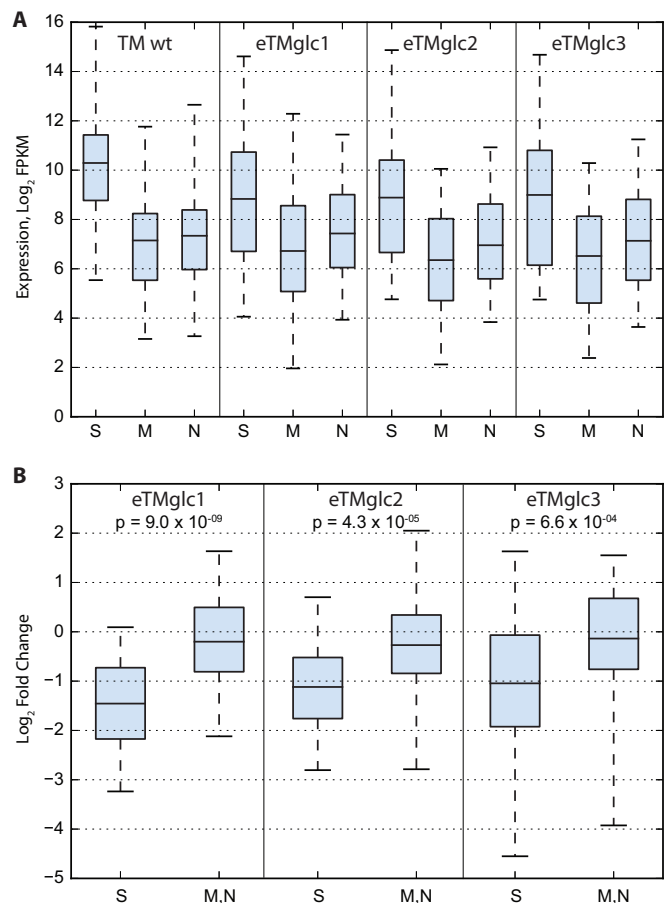 A
TM wt eTMglc1 eTMglc2 eTMglc3
16
14
12
10
8
6
4
2
0
Expression, Log₂ FPKM
S M N S M N S M N S M N
B
eTMglc1 eTMglc2 eTMglc3
p = 9.0 x 10⁻⁰⁹ p = 4.3 x 10⁻⁰⁵ p = 6.6 x 10⁻⁰⁴
3
2
1
0
−1
−2
−3
−4
−5
Log₂ Fold Change
S M,N S M,N S M,N